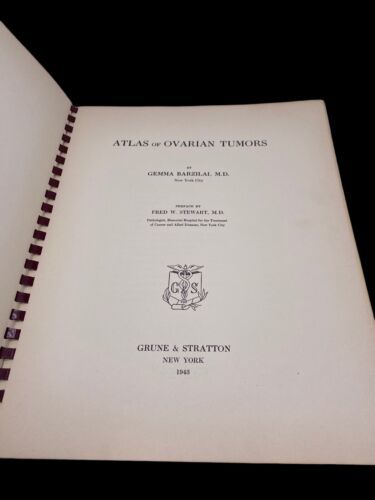 ATLAS OF OVARIAN TUMORS
BY
GEMMA BARZILAI, M.D.
New York City
PREFACE BY
FRED W. STEWART, M.D.
Pathologist, Memorial Hospital for the Treatment
of Cancer and Allied Diseases, New York City
G S
GRUNE & STRATTON
NEW YORK
1943